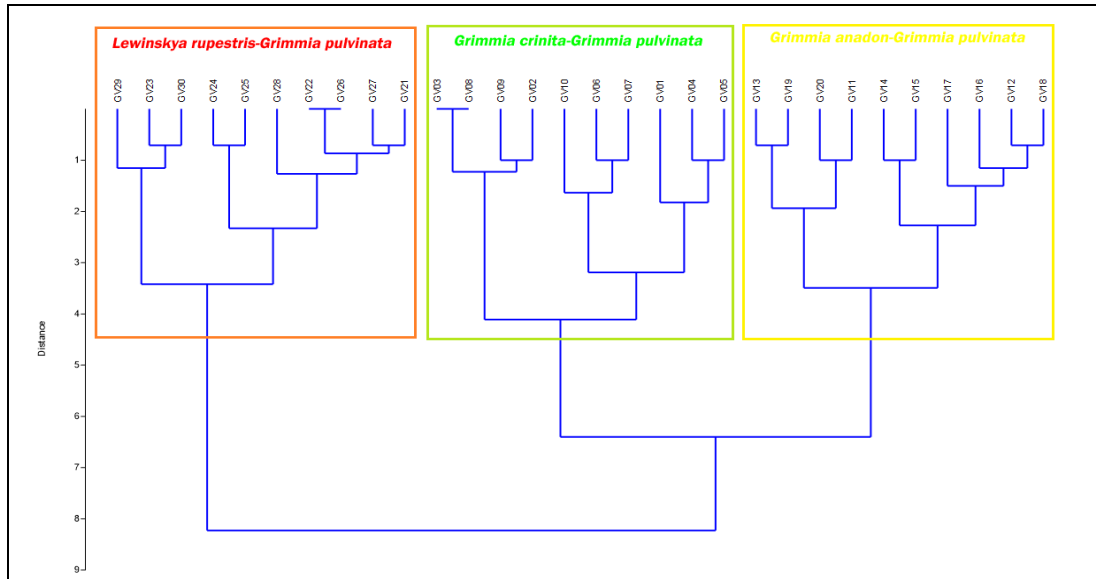 Lewinskya rupestris-Grimmia pulvinata
Grimmia crinita-Grimmia pulvinata
Grimmia anadon-Grimmia pulvinata
GV29 GV23 GV30 GV24 GV25 GV28 GV22 GV26 GV27 GV21 GV03 GV08 GV09 GV02 GV10 GV06 GV07 GV01 GV04 GV05 GV13 GV19 GV20 GV11 GV14 GV15 GV17 GV16 GV12 GV18
1
2
3
4
5
6
7
8
9
Distance